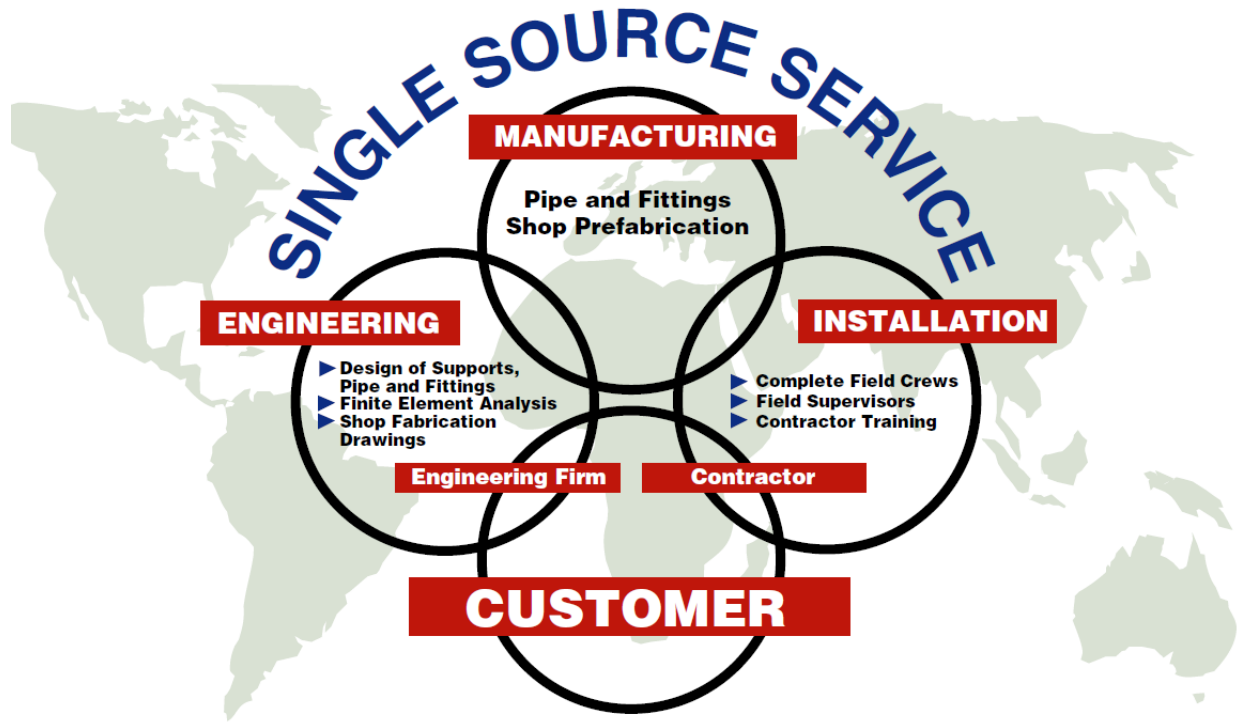 SINGLE SOURCE SERVICE
MANUFACTURING
Pipe and Fittings
Shop Prefabrication
ENGINEERING
Design of Supports,
Pipe and Fittings
Finite Element Analysis
Shop Fabrication
Drawings
INSTALLATION
Complete Field Crews
Field Supervisors
Contractor Training
Engineering Firm
Contractor
CUSTOMER